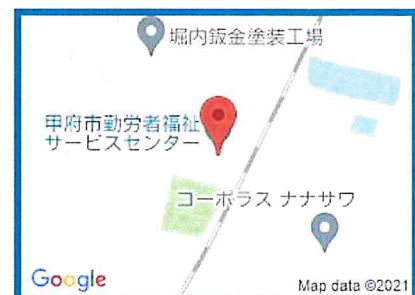 堀内鈑金塗装工場
甲府市勤労者福祉
サービスセンター
コーポラス ナナサワ
Google
Map data ©2021